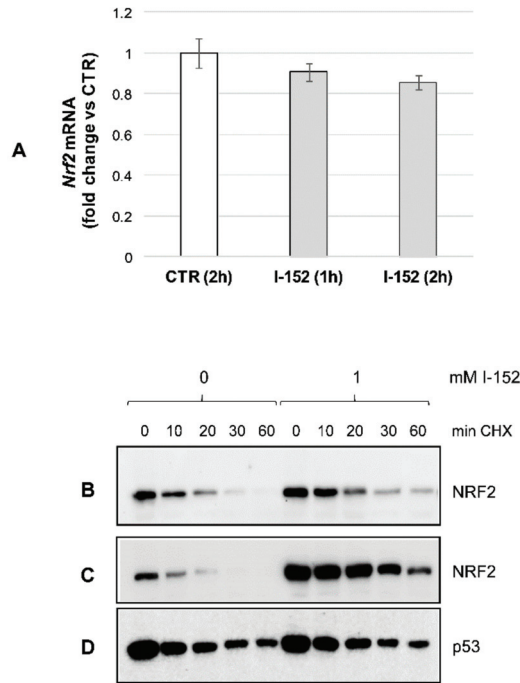 1.2
1
0.8
0.6
0.4
0.2
0
A
Nrf2 mRNA
(fold change vs CTR)
CTR (2h) I-152 (1h) I-152 (2h)
0 1 mM I-152
0 10 20 30 60 0 10 20 30 60 min CHX
B NRF2
C NRF2
D p53